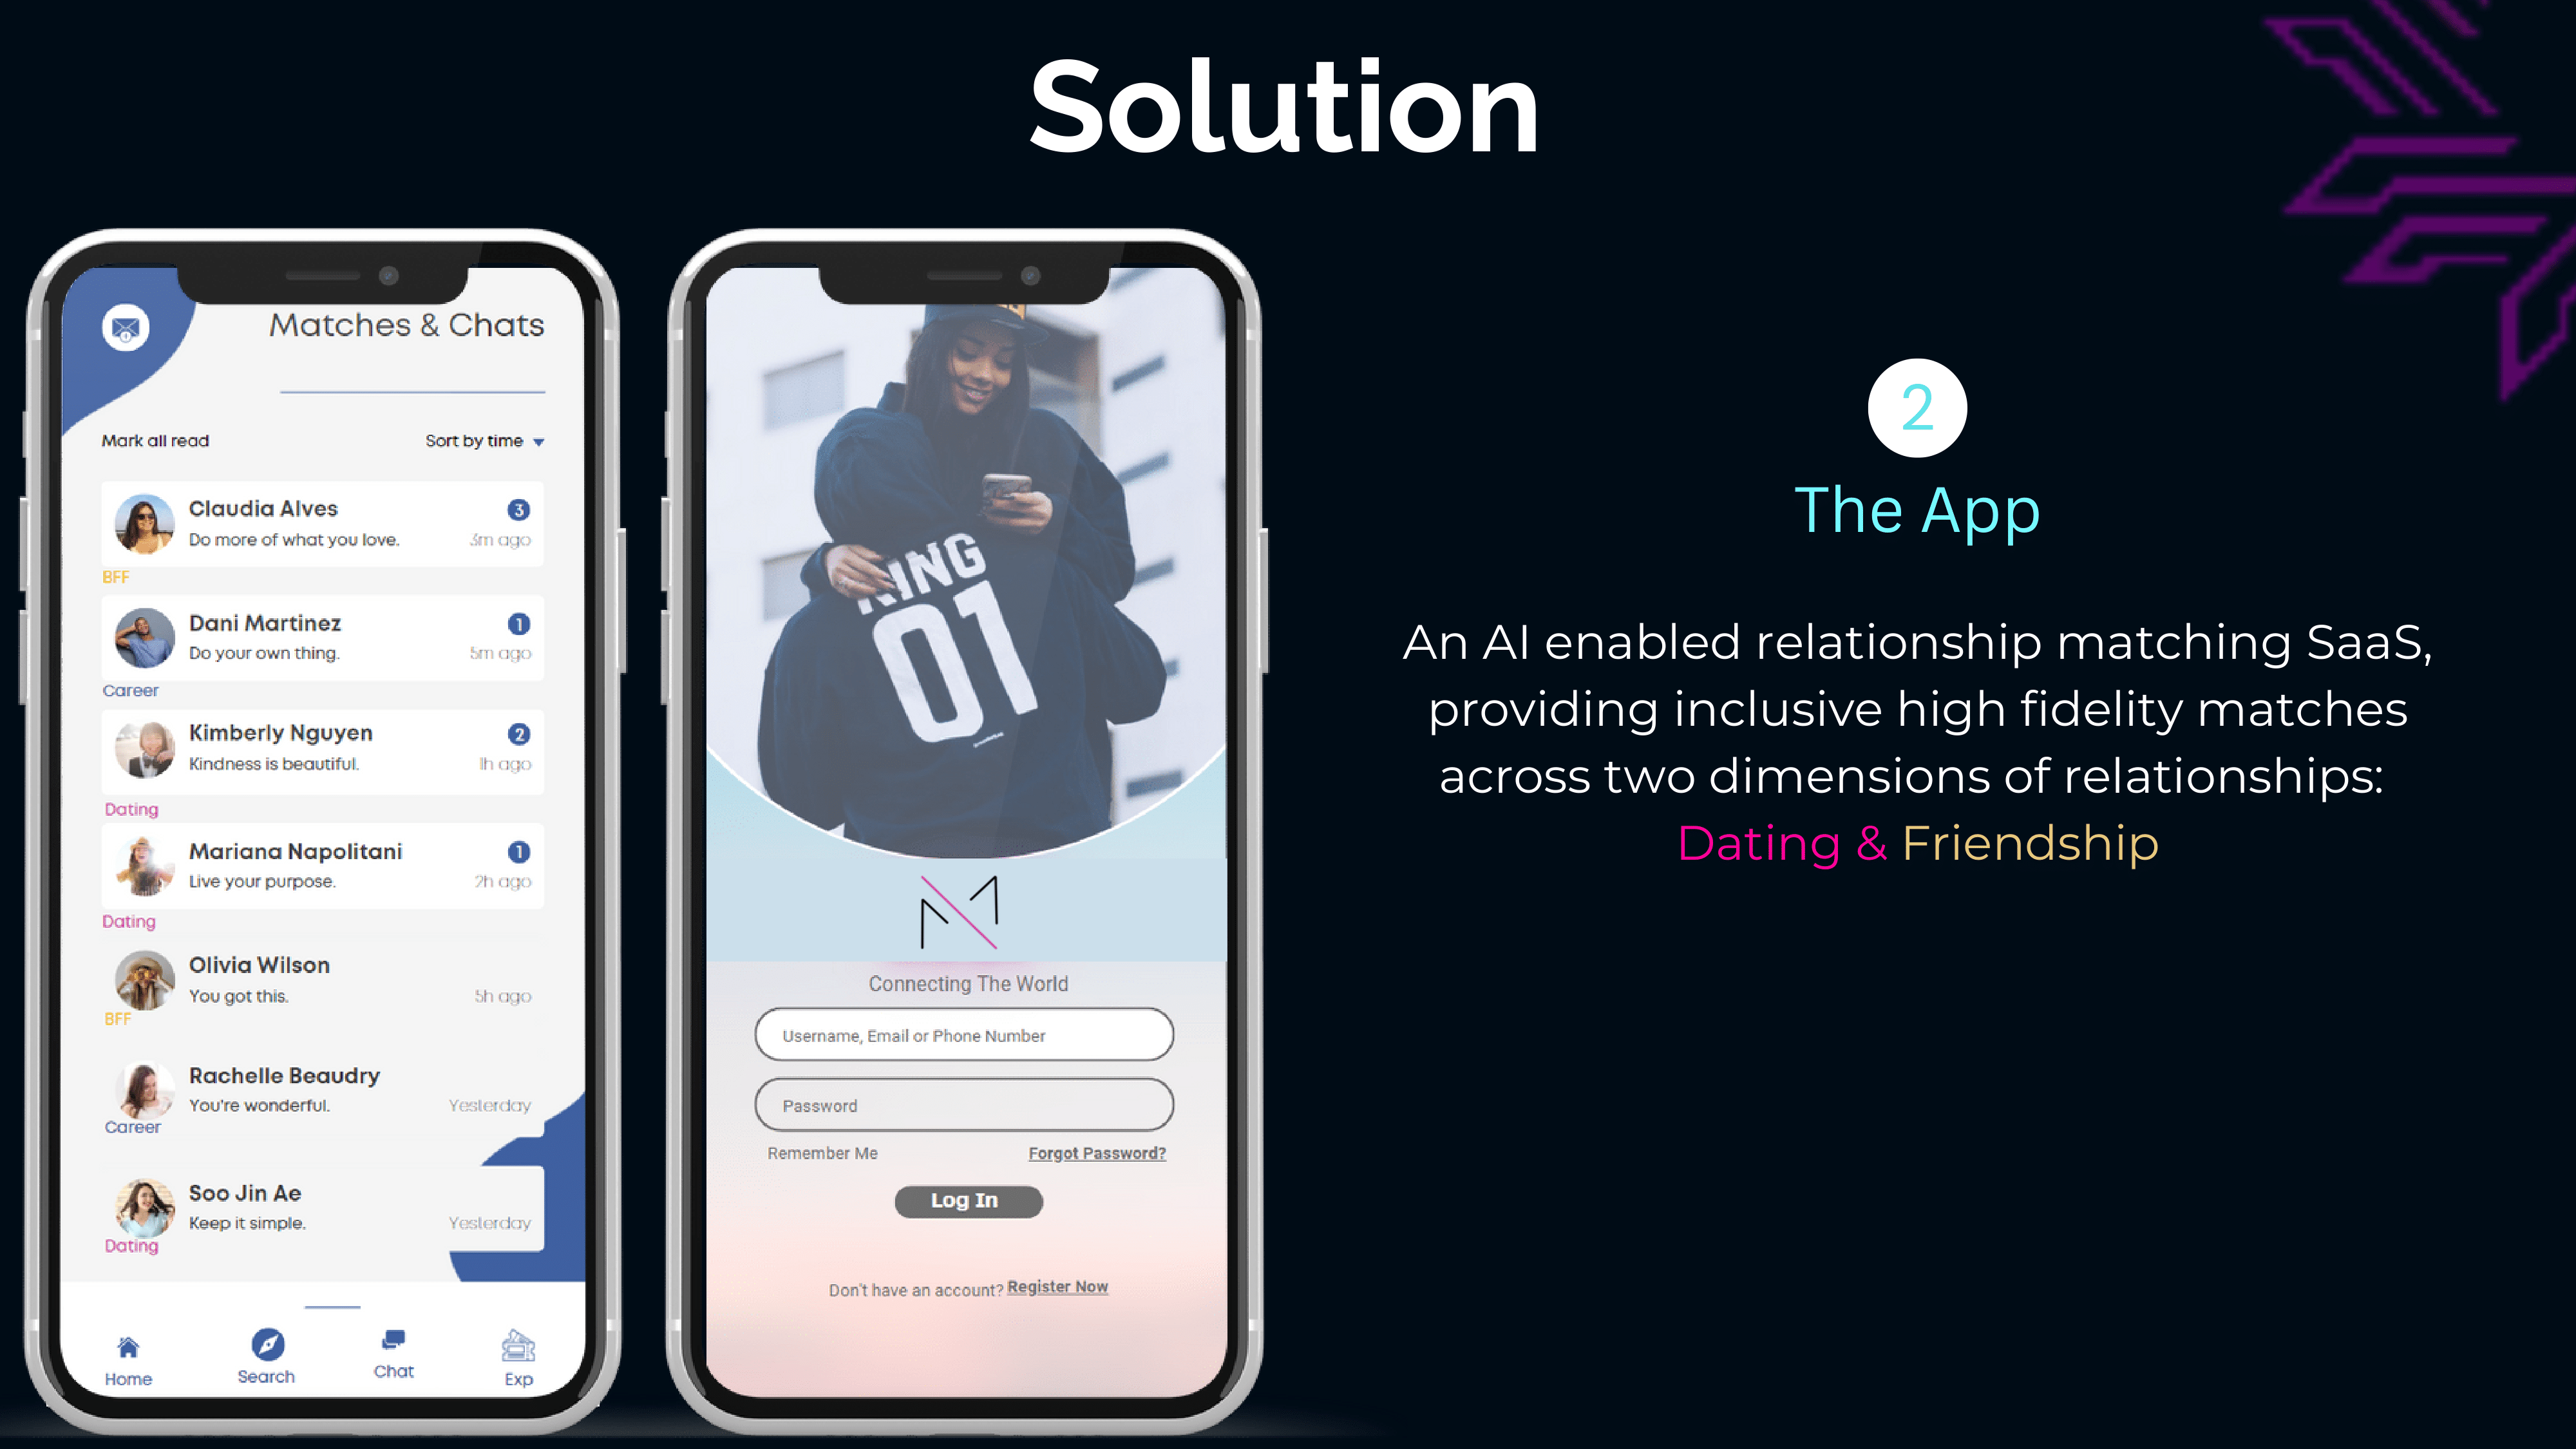 Solution
Matches & Chats
Mark all read
Sort by time
Claudia Alves
3
Do more of what you love.
3m ago
BFF
Dani Martinez
1
Do your own thing.
5m ago
Career
Kimberly Nguyen
2
Kindness is beautiful.
1h ago
Dating
Mariana Napolitani
1
Live your purpose.
2h ago
Dating
Olivia Wilson
You got this.
5h ago
BFF
Rachelle Beaudry
You're wonderful.
Yesterday
Career
Soo Jin Ae
Keep it simple.
Yesterday
Dating
Home
Search
Chat
Exp
KING
01
Connecting The World
Username, Email or Phone Number
Password
Remember Me
Forgot Password?
Log In
Don't have an account? Register Now
2
The App
An AI enabled relationship matching SaaS,
providing inclusive high fidelity matches
across two dimensions of relationships:
Dating & Friendship